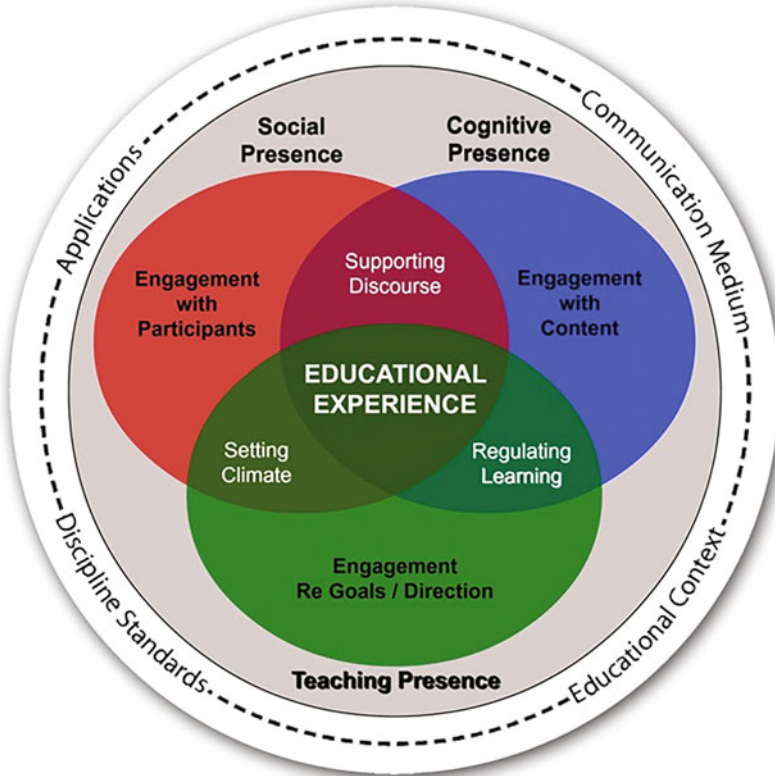 Applications
Communication Medium
Social
Presence
Cognitive
Presence
Engagement
with
Participants
Supporting
Discourse
Engagement
with
Content
EDUCATIONAL
EXPERIENCE
Setting
Climate
Regulating
Learning
Engagement
Re Goals / Direction
Teaching Presence
Discipline Standards
Educational Context